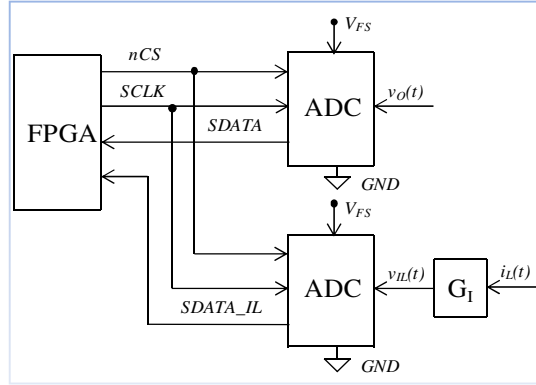 V_FS
nCS
SCLK
FPGA
ADC
v_O(t)
SDATA
GND
V_FS
v_IL(t)
i_L(t)
ADC
G_I
SDATA_IL
GND